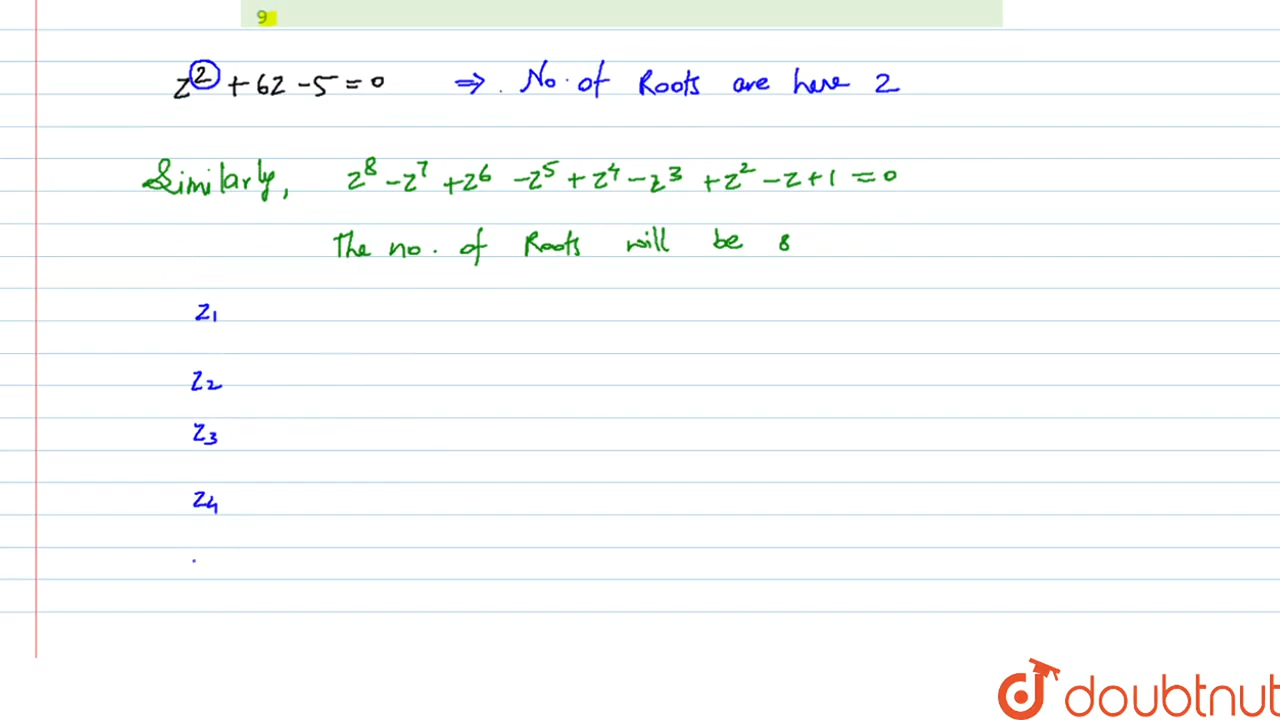 9
z² + 6z - 5 = 0 ⇒ No. of Roots are here 2
Similarly, z⁸ - z⁷ + z⁶ - z⁵ + z⁴ - z³ + z² - z + 1 = 0
The no. of Roots will be 8
z₁
z₂
z₃
z₄
doubtnut